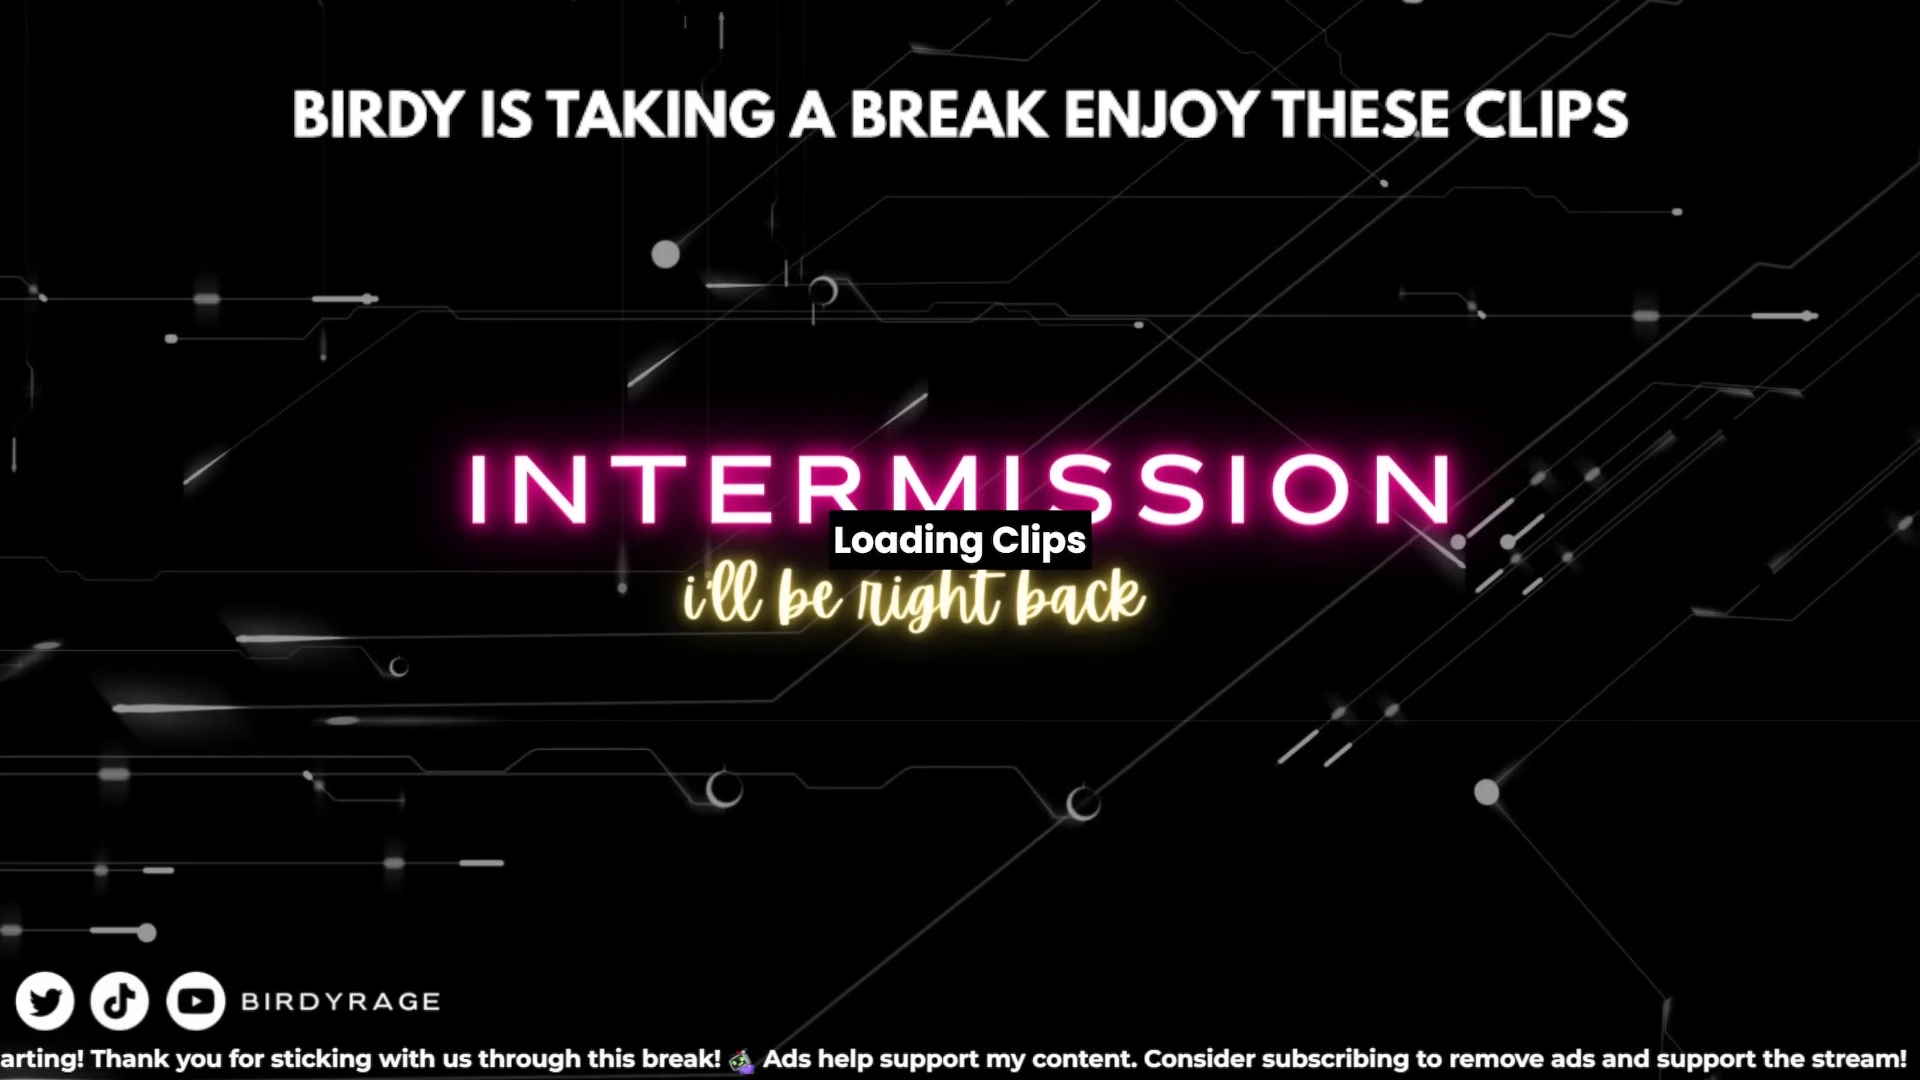 BIRDY IS TAKING A BREAK ENJOY THESE CLIPS
INTERMISSION
Loading Clips
i'll be right back
BIRDYRAGE
arting! Thank you for sticking with us through this break! Ads help support my content. Consider subscribing to remove ads and support the stream!